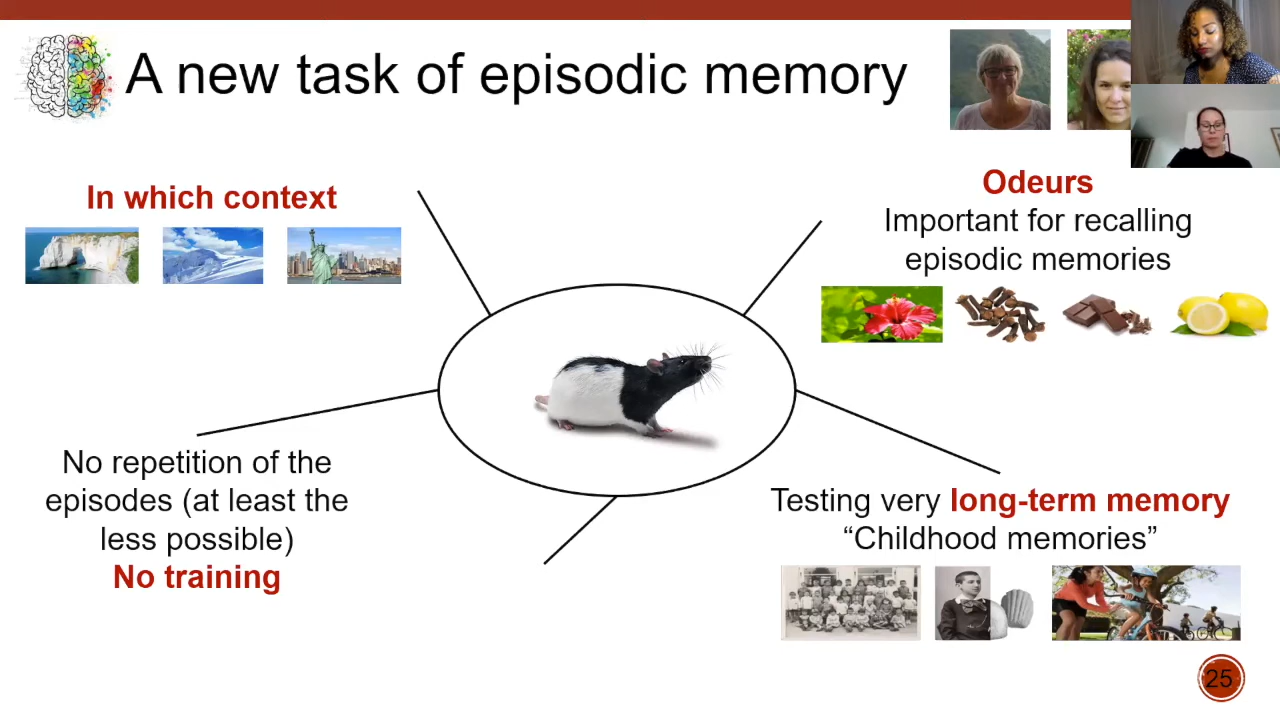 A new task of episodic memory
In which context
Odeurs
Important for recalling
episodic memories
No repetition of the
episodes (at least the
less possible)
No training
Testing very long-term memory
“Childhood memories”
25